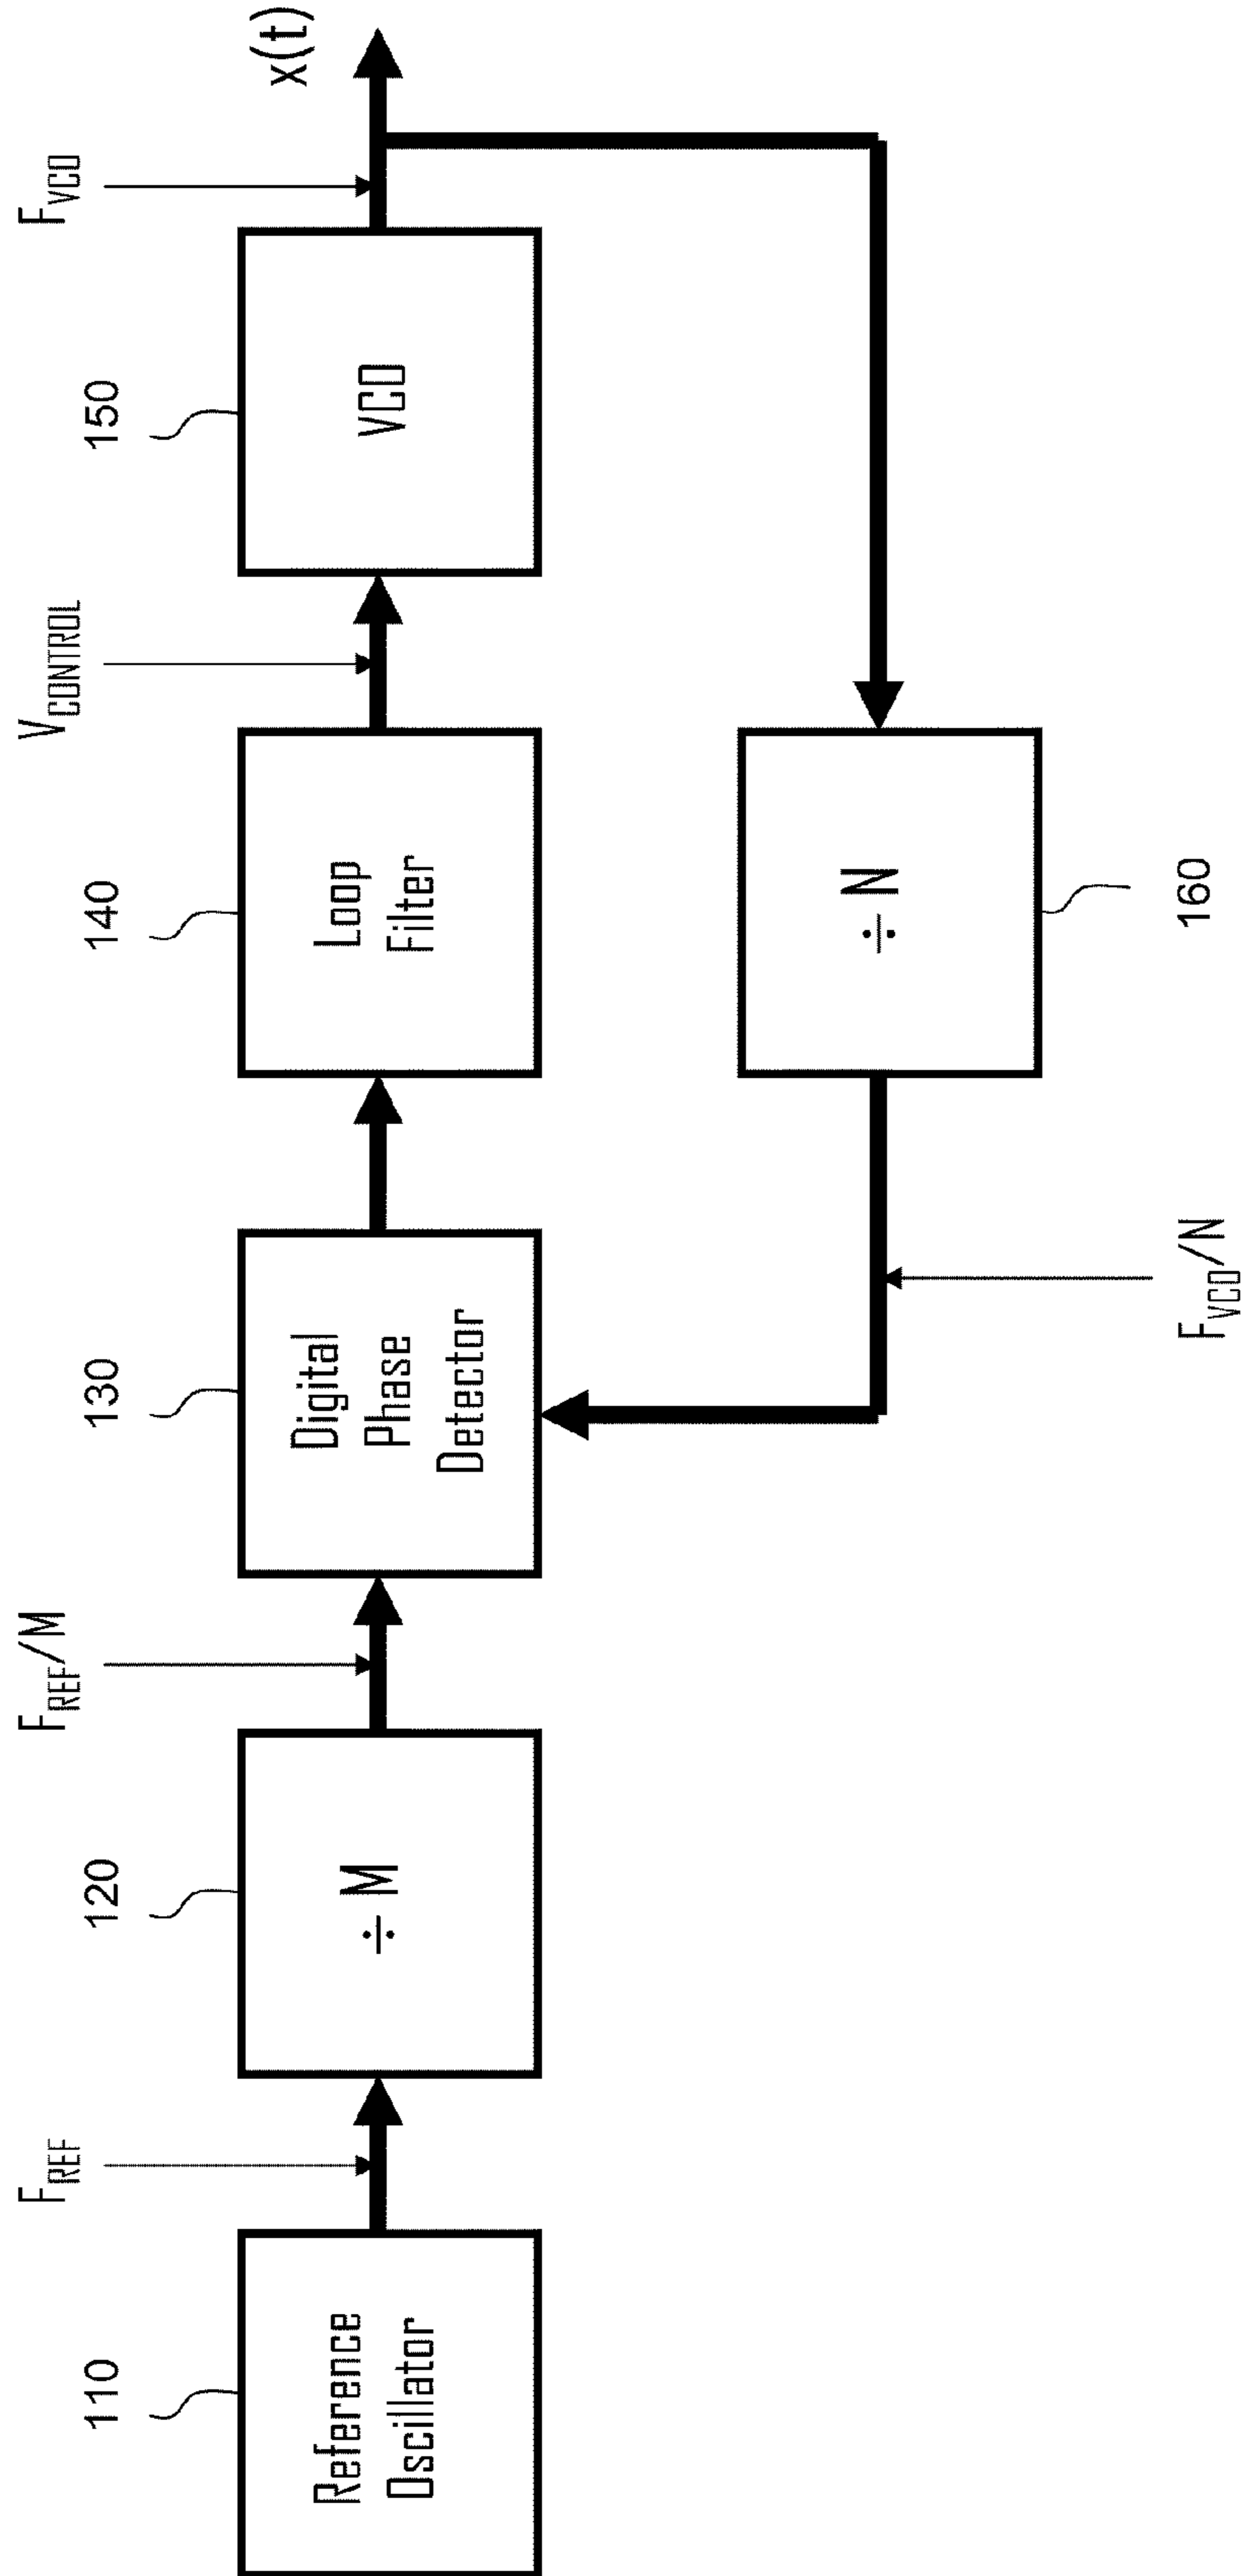 F_REF
F_REF/M
V_CONTROL
F_VCO
x(t)
110
120
130
140
150
Reference
Oscillator
÷ M
Digital
Phase
Detector
Loop
Filter
VCO
÷ N
160
F_VCO/N